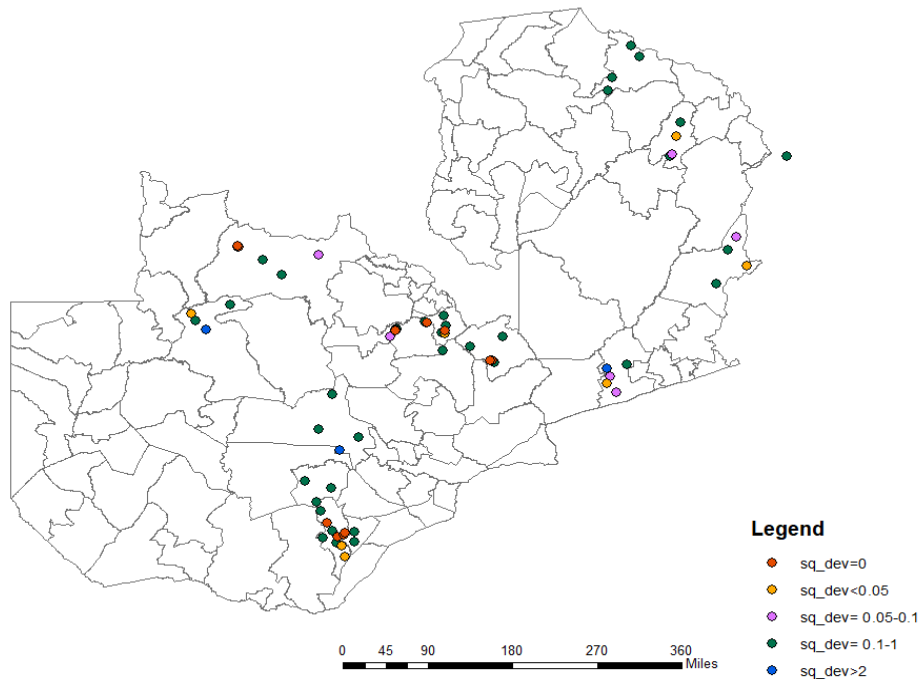 Legend
sq_dev=0
sq_dev<0.05
sq_dev= 0.05-0.1
sq_dev= 0.1-1
sq_dev>2
0 45 90 180 270 360
Miles